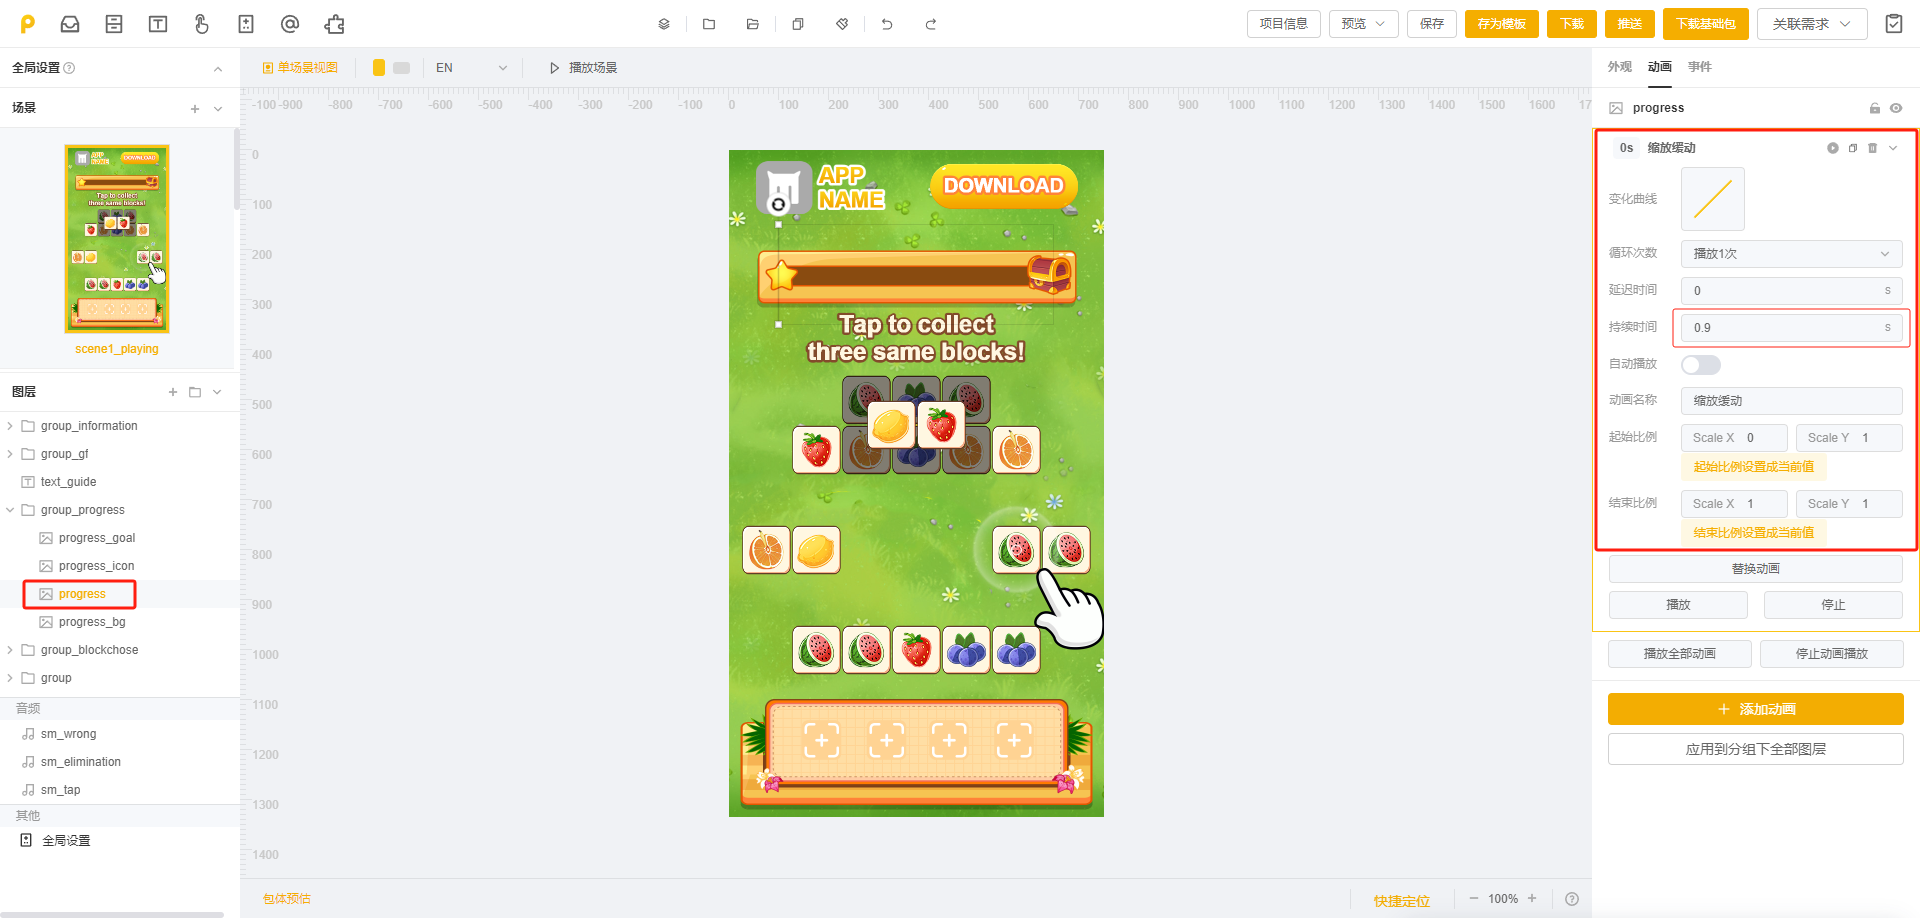 项目信息
预览
保存
存为模板
下载
推送
下载基础包
关联需求
全局设置
单场景视图
EN
播放场景
外观
动画
事件
场景
-100
-900
-800
-700
-600
-500
-400
-300
-200
-100
0
100
200
300
400
500
600
700
800
900
1000
1100
1200
1300
1400
1500
1600
17
progress
APP
NAME
DOWNLOAD
Tap to collect
three same blocks!
scene1_playing
图层
group_information
group_gf
text_guide
group_progress
progress_goal
progress_icon
progress
progress_bg
group_blockchose
group
音频
sm_wrong
sm_elimination
sm_tap
其他
全局设置
0
100
200
300
400
500
600
700
800
900
1000
1100
1200
1300
1400
APP
NAME
DOWNLOAD
Tap to collect
three same blocks!
0s
缩放缓动
变化曲线
循环次数
播放1次
延迟时间
0
s
持续时间
0.9
s
自动播放
动画名称
缩放缓动
起始比例
Scale X 0
Scale Y 1
起始比例设置成当前值
结束比例
Scale X 1
Scale Y 1
结束比例设置成当前值
替换动画
播放
停止
播放全部动画
停止动画播放
添加动画
应用到分组下全部图层
包体预估
快捷定位
100%